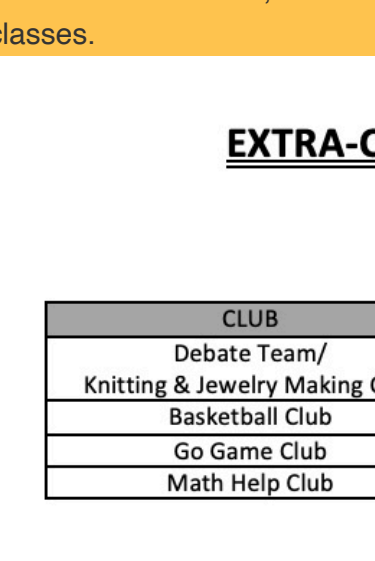 classes.
EXTRA-C
CLUB
Debate Team/
Knitting & Jewelry Making
Basketball Club
Go Game Club
Math Help Club